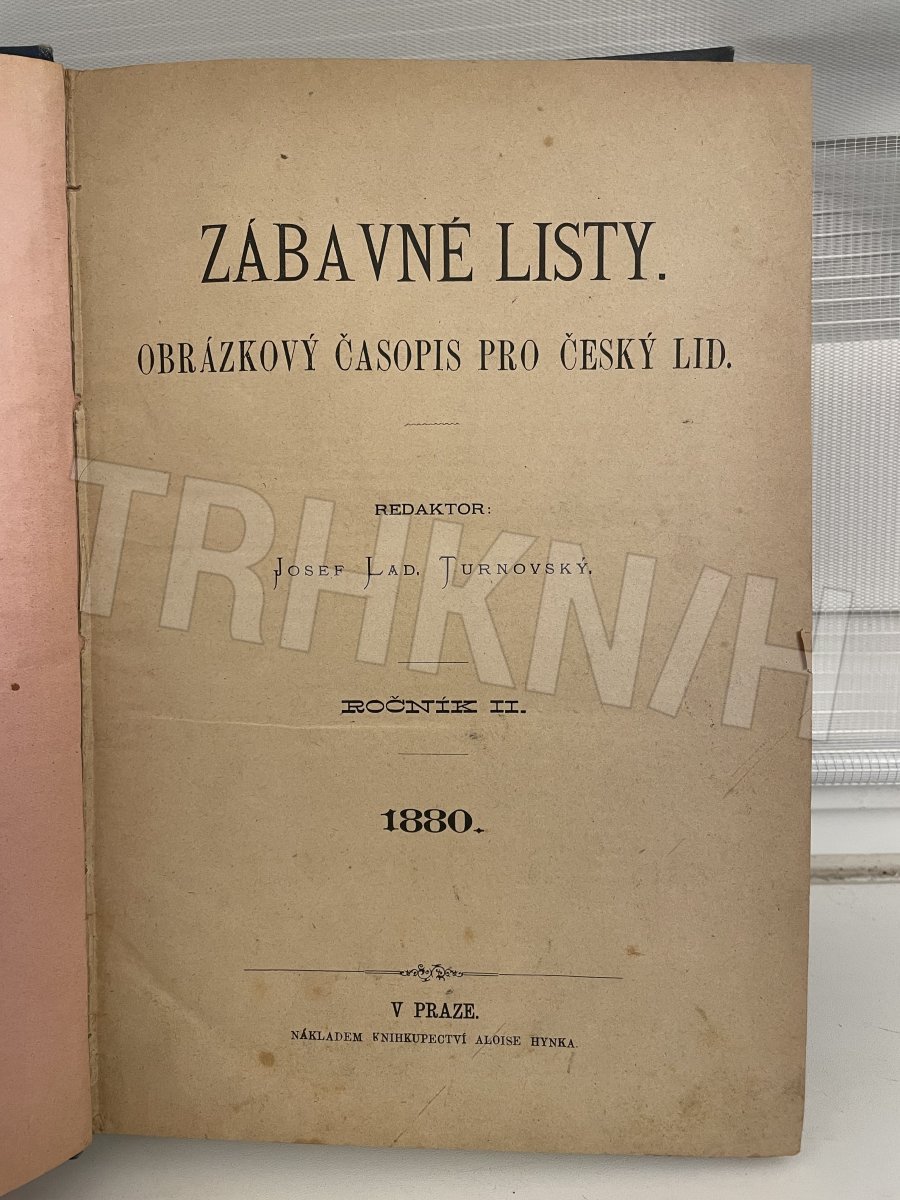 ZÁBAVNÉ LISTY.
OBRÁZKOVÝ ČASOPIS PRO ČESKÝ LID.
REDAKTOR:
JOSEF LAD. TURNOVSKÝ.
ROČNÍK II.
1880.
V PRAZE.
NÁKLADEM KNIHKUPECTVÍ ALOISE HYNKA.
TRHKNIH